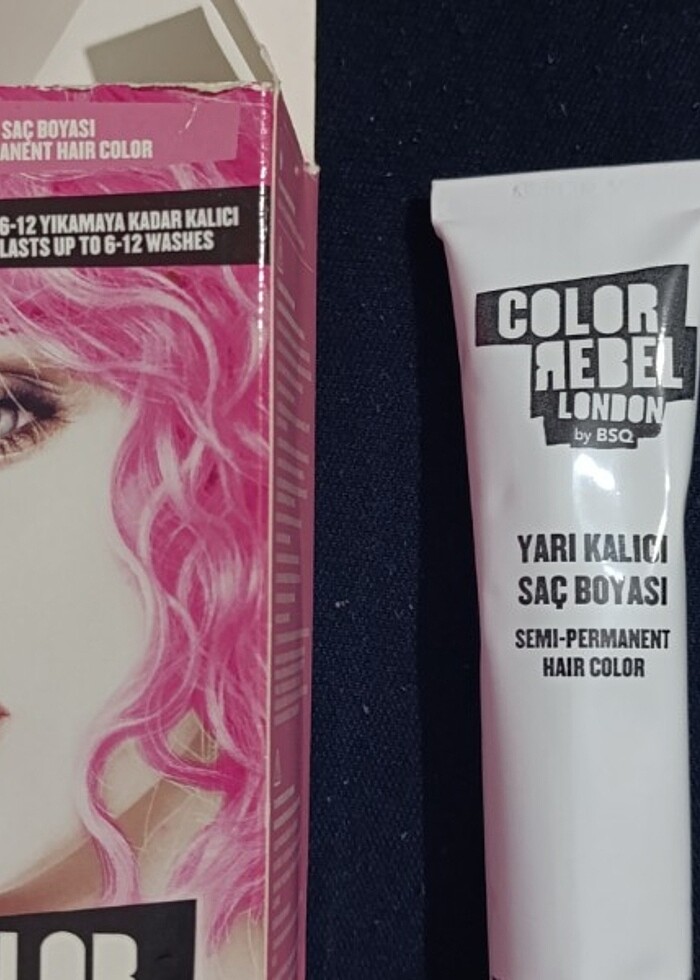 SAÇ BOYASI
ANENT HAIR COLOR
6-12 YIKAMAYA KADAR KALICI
LASTS UP TO 6-12 WASHES
LOR
COLOR
REBEL
LONDON
by BSQ
YARI KALICI
SAÇ BOYASI
SEMI-PERMANENT
HAIR COLOR